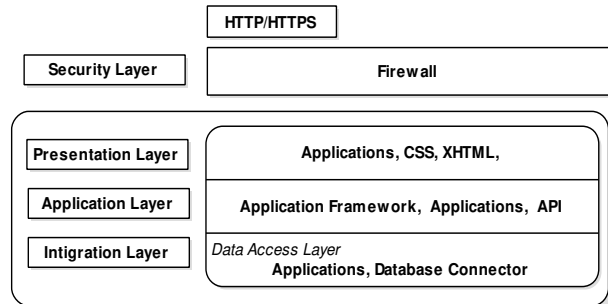 HTTP/HTTPS
Security Layer
Firewall
Presentation Layer
Applications, CSS, XHTML,
Application Layer
Application Framework, Applications, API
Intigration Layer
Data Access Layer
Applications, Database Connector